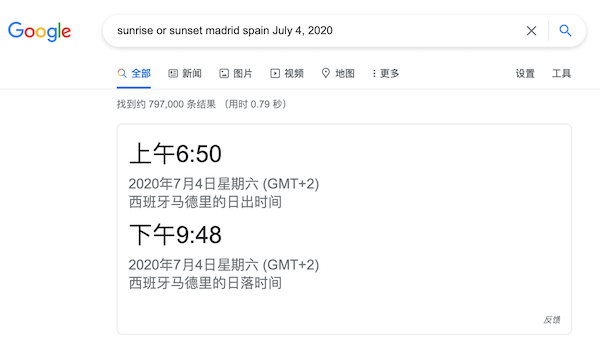 Google
sunrise or sunset madrid spain July 4, 2020
全部 新闻 图片 视频 地图 更多 设置 工具
找到约 797,000 条结果 （用时 0.79 秒）
上午6:50
2020年7月4日星期六 (GMT+2)
西班牙马德里的日出时间
下午9:48
2020年7月4日星期六 (GMT+2)
西班牙马德里的日落时间
反馈